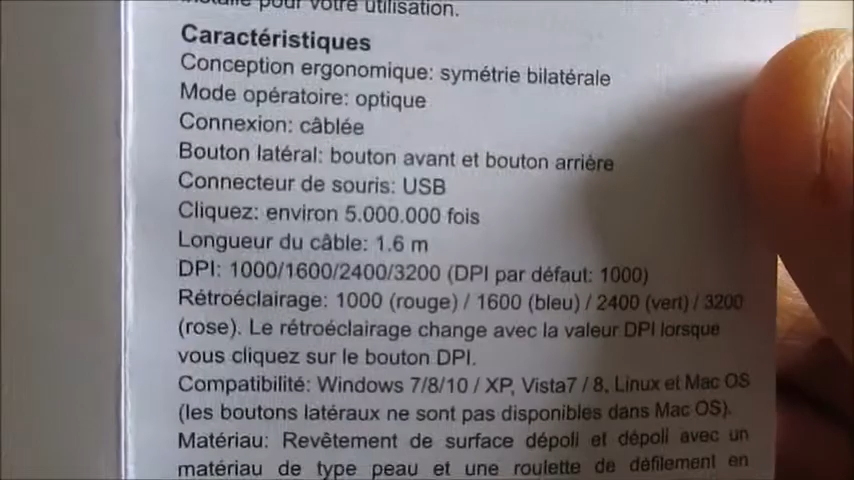 installé pour votre utilisation.
Caractéristiques
Conception ergonomique: symétrie bilatérale
Mode opératoire: optique
Connexion: câblée
Bouton latéral: bouton avant et bouton arrière
Connecteur de souris: USB
Cliquez: environ 5.000.000 fois
Longueur du câble: 1.6 m
DPI: 1000/1600/2400/3200 (DPI par défaut: 1000)
Rétroéclairage: 1000 (rouge) / 1600 (bleu) / 2400 (vert) / 3200
(rose). Le rétroéclairage change avec la valeur DPI lorsque
vous cliquez sur le bouton DPI.
Compatibilité: Windows 7/8/10 / XP, Vista7 / 8, Linux et Mac OS
(les boutons latéraux ne sont pas disponibles dans Mac OS).
Matériau: Revêtement de surface dépoli et dépoli avec un
matériau de type peau et une roulette de défilement en